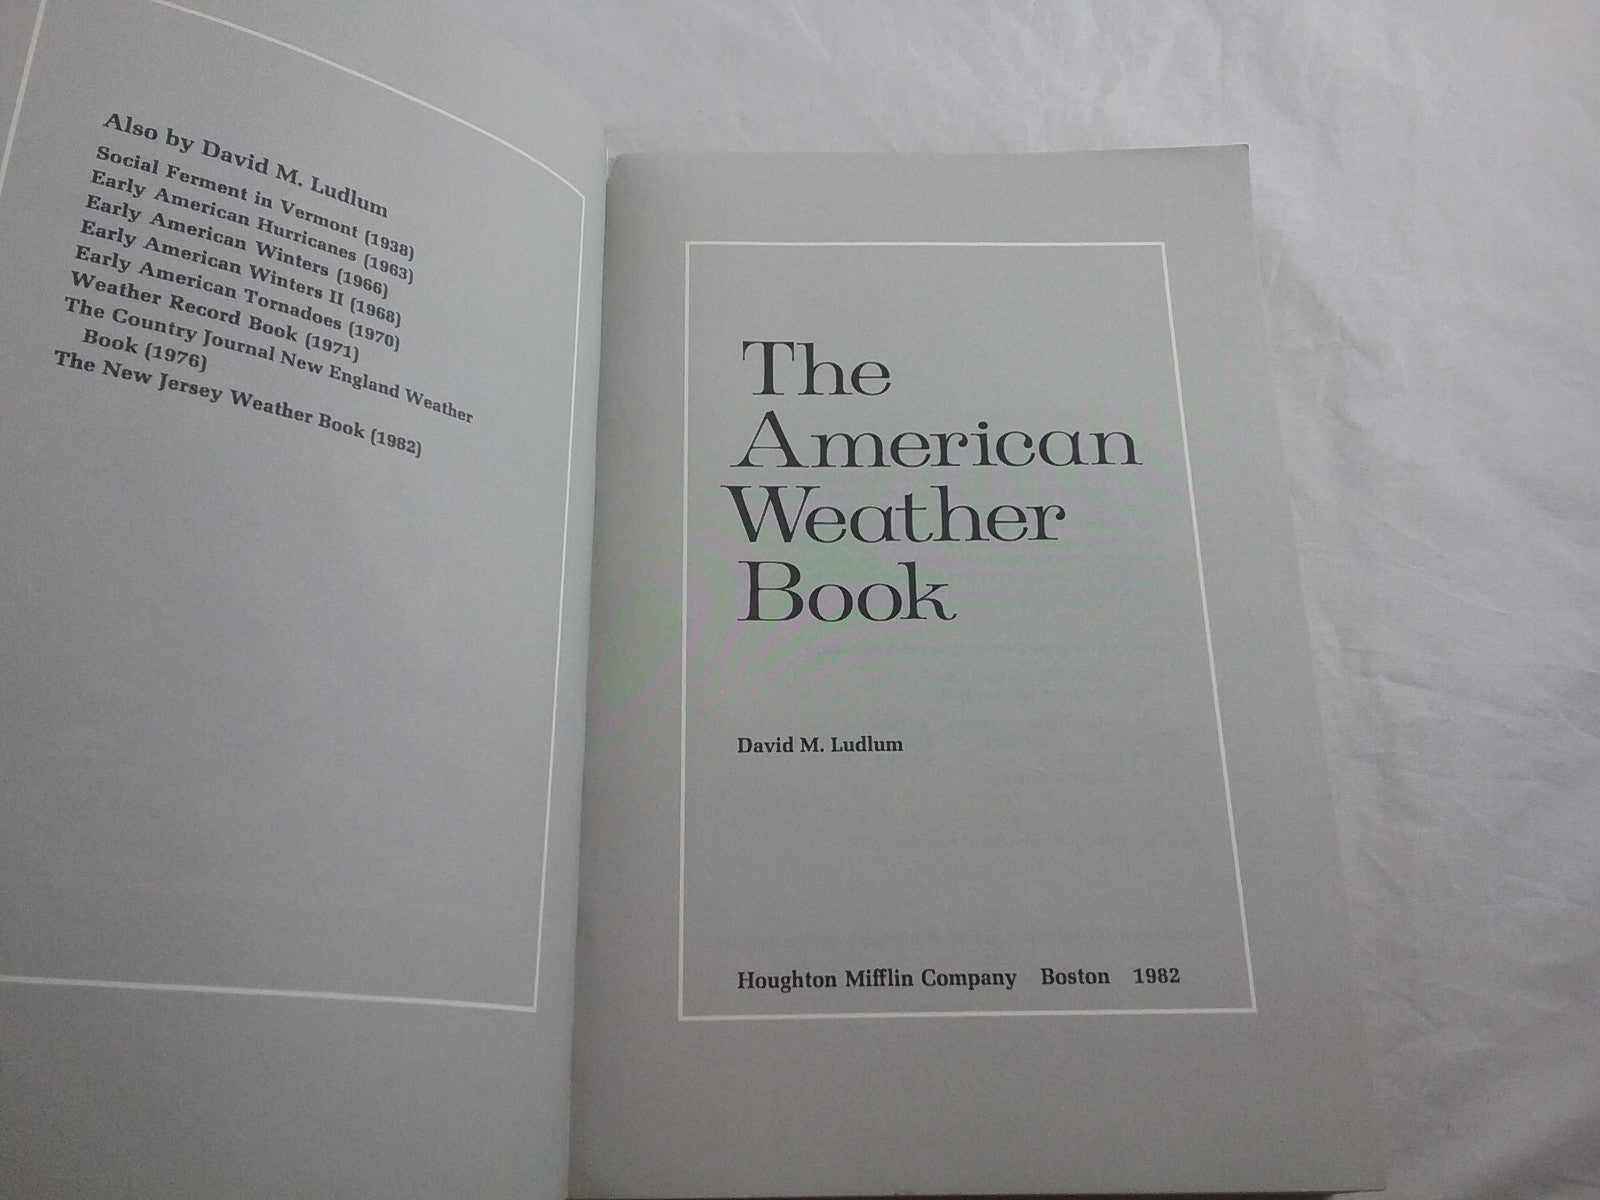 Also by David M. Ludlum
Social Ferment in Vermont (1938)
Early American Hurricanes (1963)
Early American Winters (1966)
Early American Winters II (1968)
Early American Tornadoes (1970)
Weather Record Book (1971)
The Country Journal New England Weather
Book (1976)
The New Jersey Weather Book (1982)
The
American
Weather
Book
David M. Ludlum
Houghton Mifflin Company Boston 1982